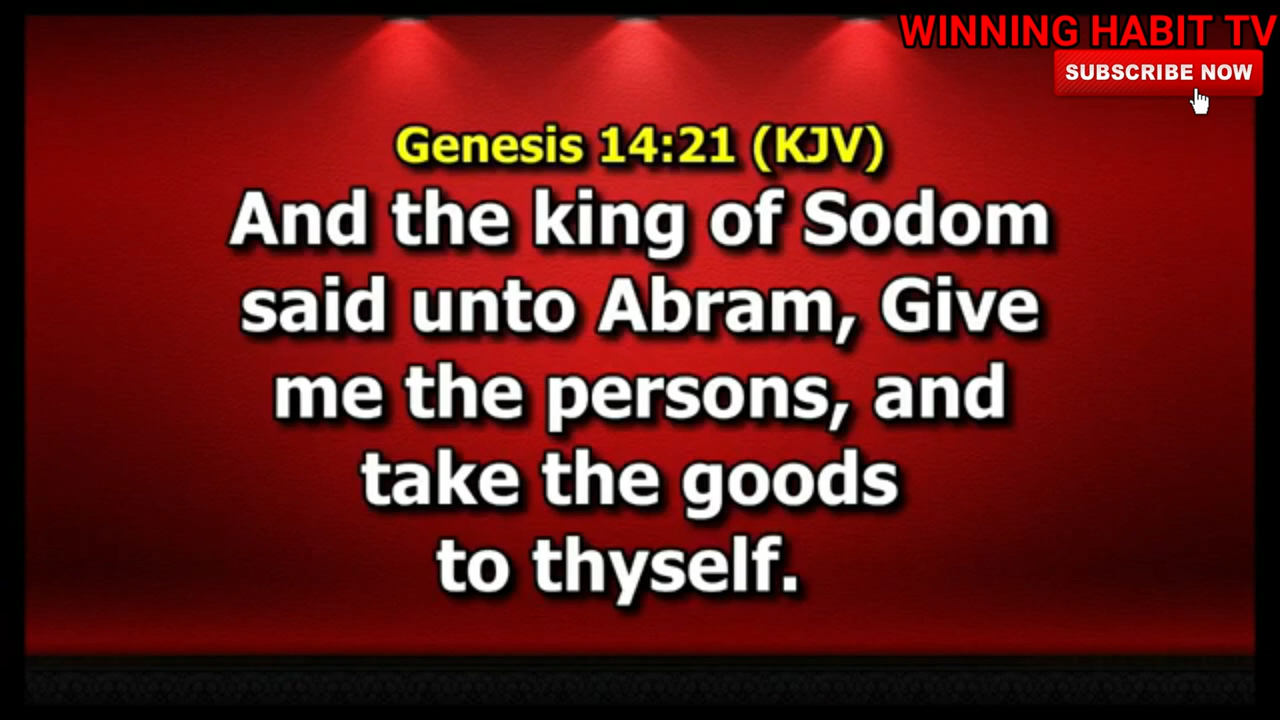 WINNING HABIT TV
SUBSCRIBE NOW
Genesis 14:21 (KJV)
And the king of Sodom
said unto Abram, Give
me the persons, and
take the goods
to thyself.